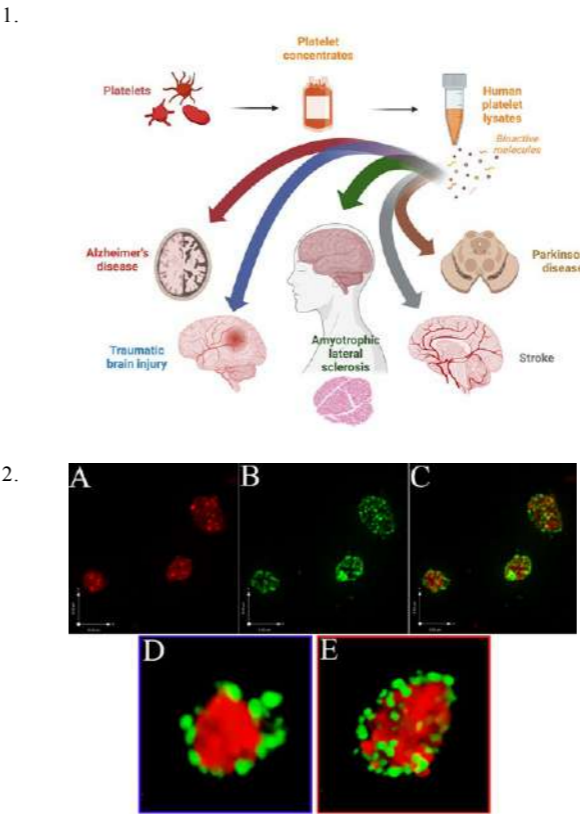 1.
Platelet
concentrates
Platelets
Human
platelet
lysates
Bioactive
molecules
Alzheimer's
disease
Parkinson
disease
Traumatic
brain injury
Amyotrophic
lateral
sclerosis
Stroke
2.
A
B
C
D
E